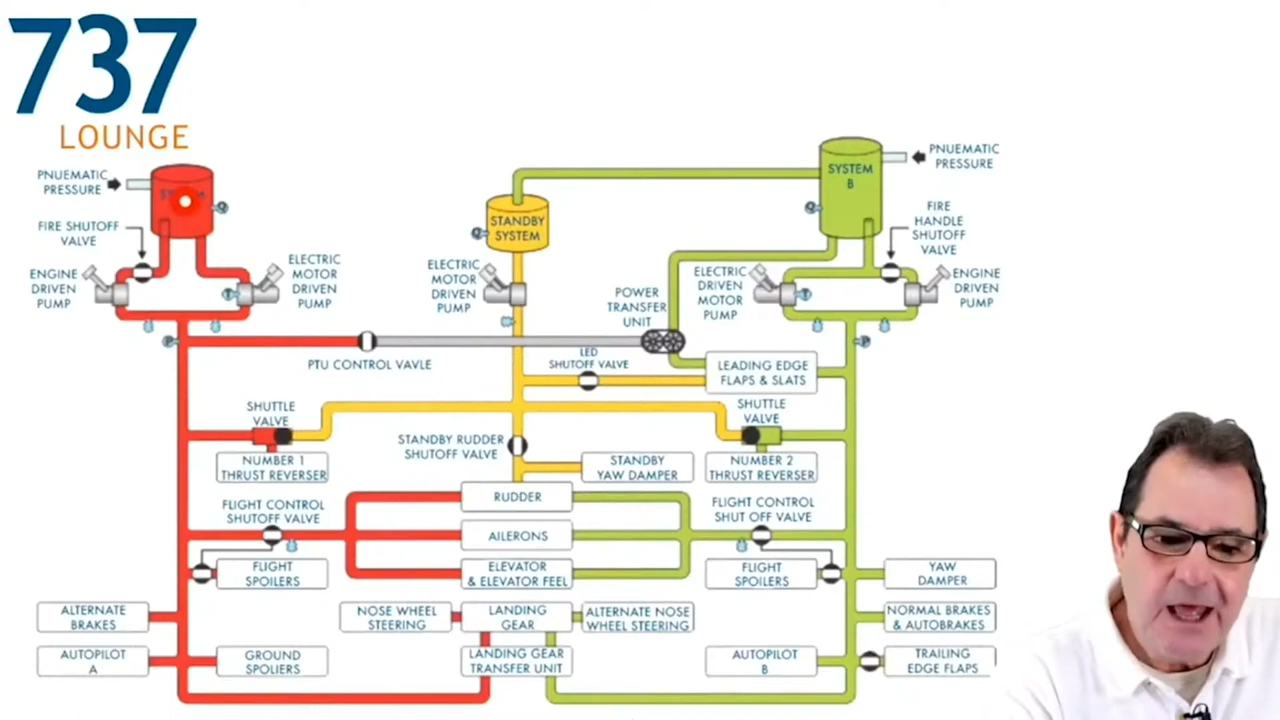 737
LOUNGE
PNUEMATIC
PRESSURE
FIRE SHUTOFF
VALVE
ENGINE
DRIVEN
PUMP
ELECTRIC
MOTOR
DRIVEN
PUMP
STANDBY
SYSTEM
ELECTRIC
MOTOR
DRIVEN
PUMP
SYSTEM
B
PNUEMATIC
PRESSURE
FIRE
HANDLE
SHUTOFF
VALVE
ELECTRIC
DRIVEN
MOTOR
PUMP
ENGINE
DRIVEN
PUMP
POWER
TRANSFER
UNIT
PTU CONTROL VAVLE
LED
SHUTOFF VALVE
LEADING EDGE
FLAPS & SLATS
SHUTTLE
VALVE
NUMBER 1
THRUST REVERSER
STANDBY RUDDER
SHUTOFF VALVE
STANDBY
YAW DAMPER
SHUTTLE
VALVE
NUMBER 2
THRUST REVERSER
FLIGHT CONTROL
SHUTOFF VALVE
RUDDER
AILERONS
ELEVATOR
& ELEVATOR FEEL
FLIGHT CONTROL
SHUT OFF VALVE
FLIGHT
SPOILERS
FLIGHT
SPOILERS
YAW
DAMPER
ALTERNATE
BRAKES
NOSE WHEEL
STEERING
LANDING
GEAR
ALTERNATE NOSE
WHEEL STEERING
NORMAL BRAKES
& AUTOBRAKES
AUTOPILOT
A
GROUND
SPOLIERS
LANDING GEAR
TRANSFER UNIT
AUTOPILOT
B
TRAILING
EDGE FLAPS